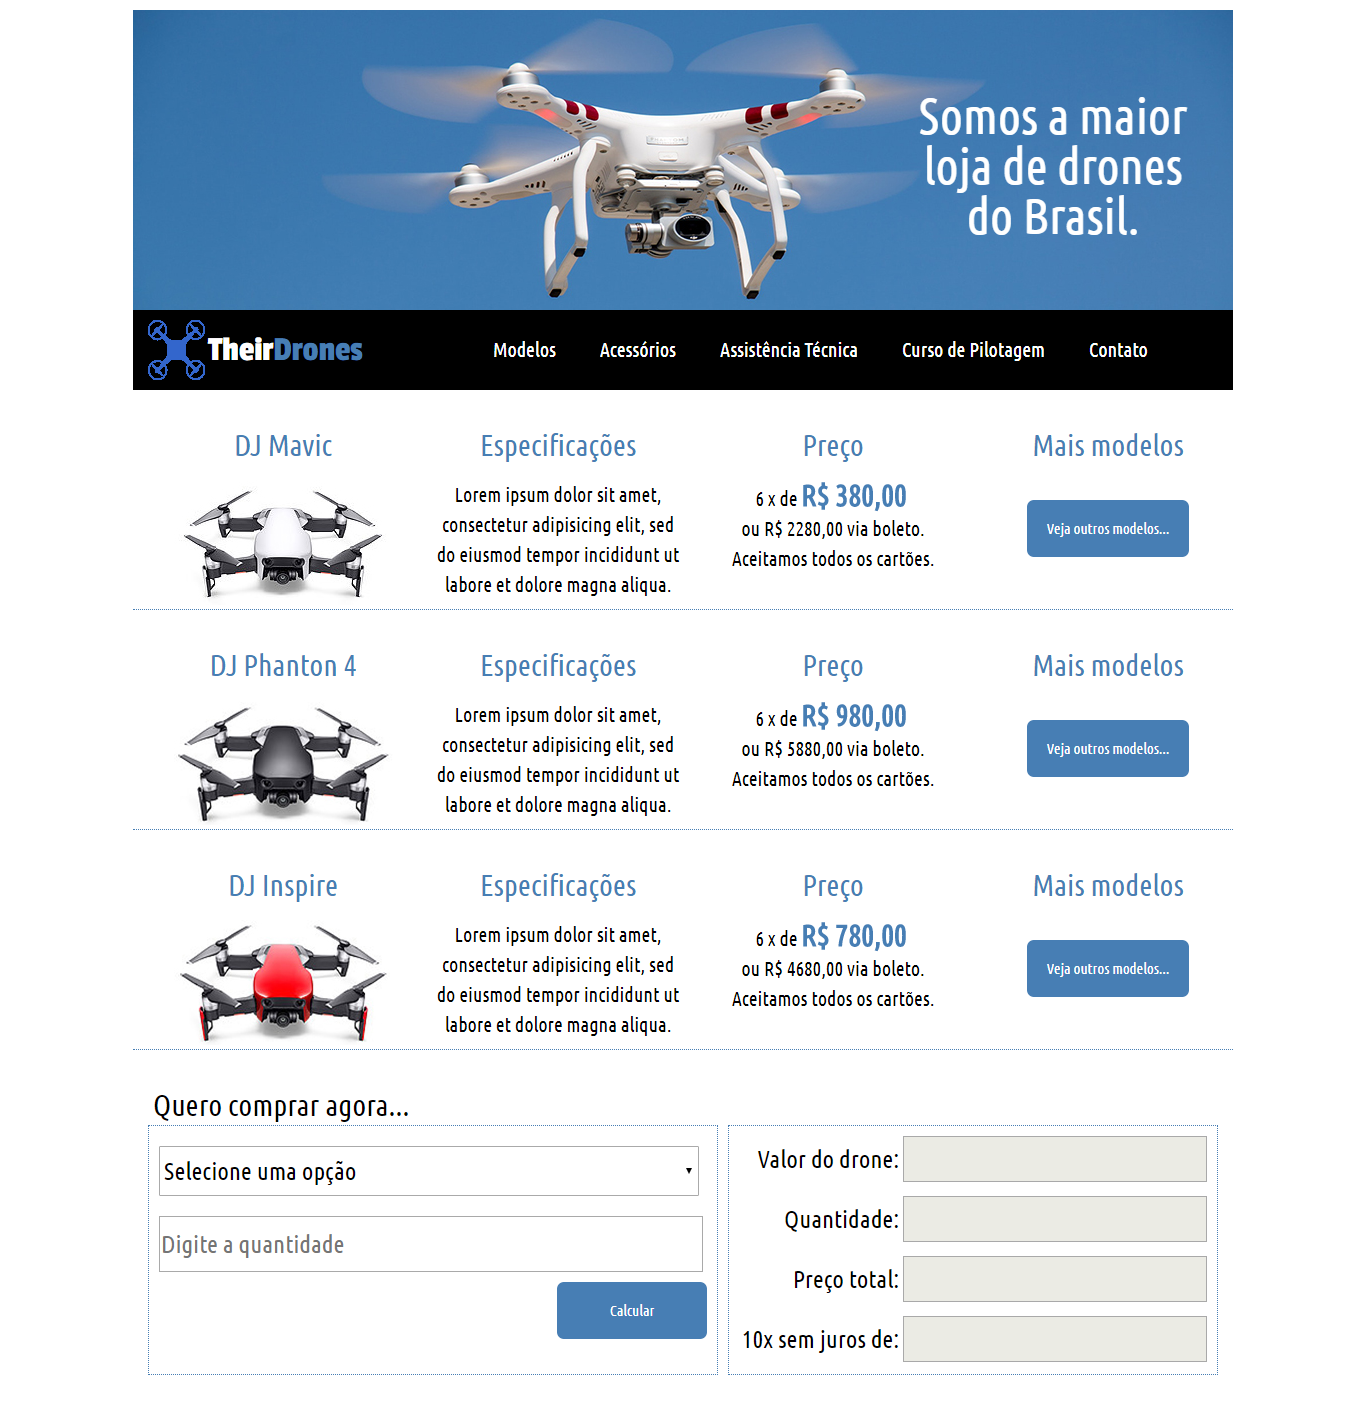 Somos a maior
loja de drones
do Brasil.
TheirDrones
Modelos Acessórios Assistência Técnica Curso de Pilotagem Contato
DJ Mavic
Especificações
Lorem ipsum dolor sit amet,
consectetur adipisicing elit, sed
do eiusmod tempor incididunt ut
labore et dolore magna aliqua.
Preço
6 x de R$ 380,00
ou R$ 2280,00 via boleto.
Aceitamos todos os cartões.
Mais modelos
Veja outros modelos...
DJ Phanton 4
Especificações
Lorem ipsum dolor sit amet,
consectetur adipisicing elit, sed
do eiusmod tempor incididunt ut
labore et dolore magna aliqua.
Preço
6 x de R$ 980,00
ou R$ 5880,00 via boleto.
Aceitamos todos os cartões.
Mais modelos
Veja outros modelos...
DJ Inspire
Especificações
Lorem ipsum dolor sit amet,
consectetur adipisicing elit, sed
do eiusmod tempor incididunt ut
labore et dolore magna aliqua.
Preço
6 x de R$ 780,00
ou R$ 4680,00 via boleto.
Aceitamos todos os cartões.
Mais modelos
Veja outros modelos...
Quero comprar agora...
Selecione uma opção
Digite a quantidade
Calcular
Valor do drone:
Quantidade:
Preço total:
10x sem juros de: